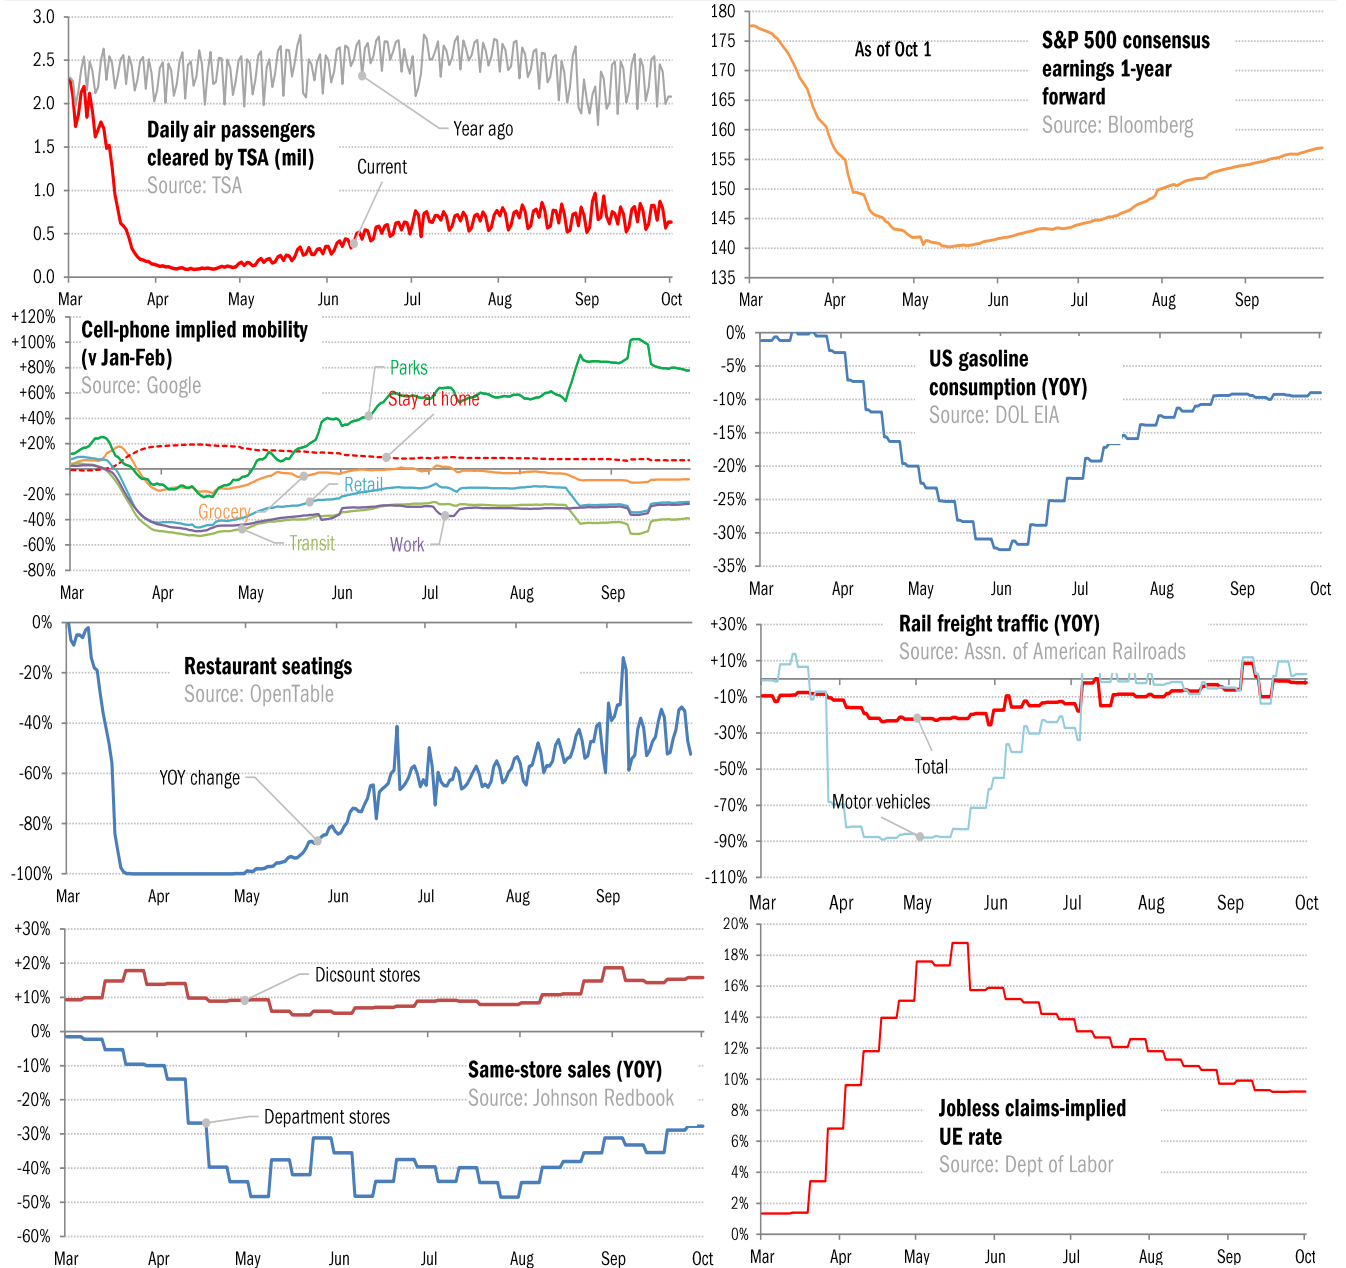 3.0
2.5
2.0
1.5
1.0
0.5
0.0
Daily air passengers
cleared by TSA (mil)
Source: TSA
Year ago
Current
Mar Apr May Jun Jul Aug Sep Oct
180
175
170
165
160
155
150
145
140
135
As of Oct 1
S&P 500 consensus
earnings 1-year
forward
Source: Bloomberg
Mar Apr May Jun Jul Aug Sep
+120%
+100%
+80%
+60%
+40%
+20%
+0%
-20%
-40%
-60%
-80%
Cell-phone implied mobility
(v Jan-Feb)
Source: Google
Parks
Stay at home
Retail
Grocery
Transit
Work
Mar Apr May Jun Jul Aug Sep
0%
-5%
-10%
-15%
-20%
-25%
-30%
-35%
US gasoline
consumption (YOY)
Source: DOL EIA
Mar Apr May Jun Jul Aug Sep Oct
0%
-20%
-40%
-60%
-80%
-100%
Restaurant seatings
Source: OpenTable
YOY change
Mar Apr May Jun Jul Aug Sep
+30%
+10%
-10%
-30%
-50%
-70%
-90%
-110%
Rail freight traffic (YOY)
Source: Assn. of American Railroads
Total
Motor vehicles
Mar Apr May Jun Jul Aug Sep Oct
+30%
+20%
+10%
0%
-10%
-20%
-30%
-40%
-50%
-60%
Dicsount stores
Same-store sales (YOY)
Source: Johnson Redbook
Department stores
Mar Apr May Jun Jul Aug Sep Oct
20%
18%
16%
14%
12%
10%
8%
6%
4%
2%
0%
Jobless claims-implied
UE rate
Source: Dept of Labor
Mar Apr May Jun Jul Aug Sep Oct